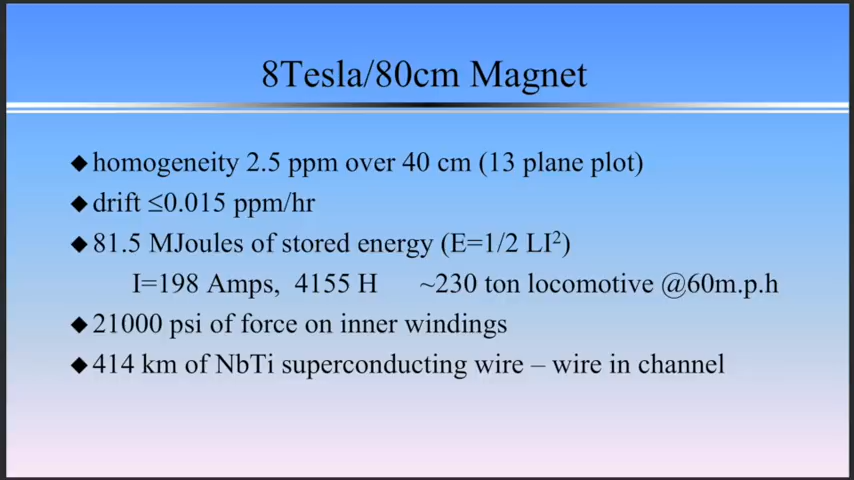 8Tesla/80cm Magnet
◆homogeneity 2.5 ppm over 40 cm (13 plane plot)
◆drift ≤0.015 ppm/hr
◆81.5 MJoules of stored energy (E=1/2 LI²)
I=198 Amps, 4155 H ~230 ton locomotive @60m.p.h
◆21000 psi of force on inner windings
◆414 km of NbTi superconducting wire – wire in channel